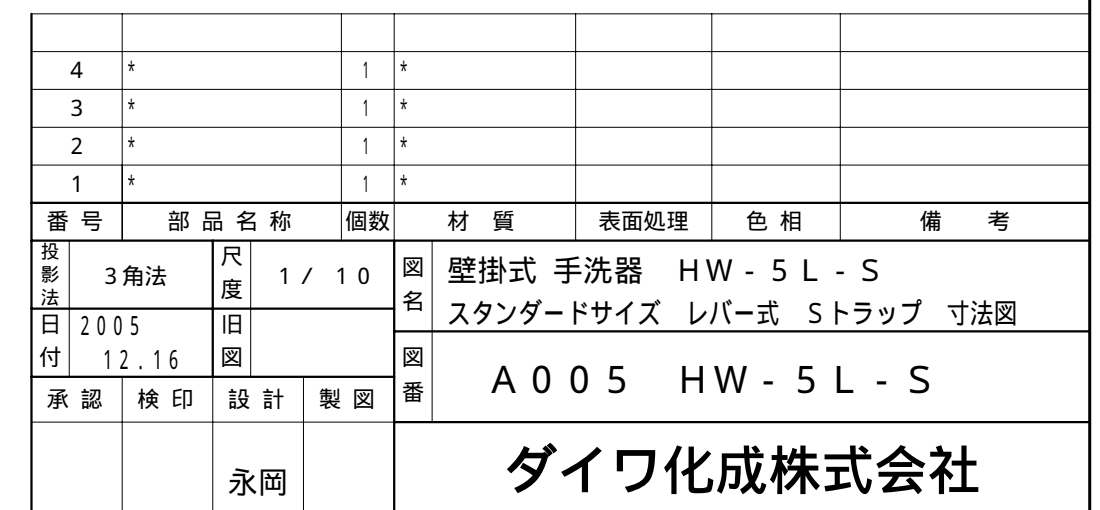 4 * 1 *
3 * 1 *
2 * 1 *
1 * 1 *
番号 部品名称 個数 材質 表面処理 色相 備考
投影法 3角法 尺度 1/10
図名 壁掛式 手洗器 HW-5L-S
スタンダードサイズ レバー式 Sトラップ 寸法図
日付 2005
12.16
旧図
図番 A005 HW-5L-S
承認 検印 設計 製図
永岡
ダイワ化成株式会社